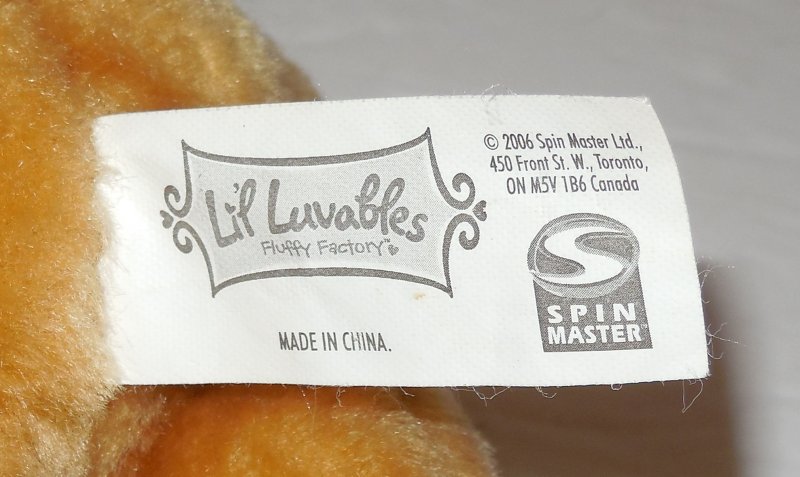 Li'l Luvables
Fluffy Factory™
MADE IN CHINA.
© 2006 Spin Master Ltd.,
450 Front St. W., Toronto,
ON M5V 1B6 Canada
SPIN
MASTER™